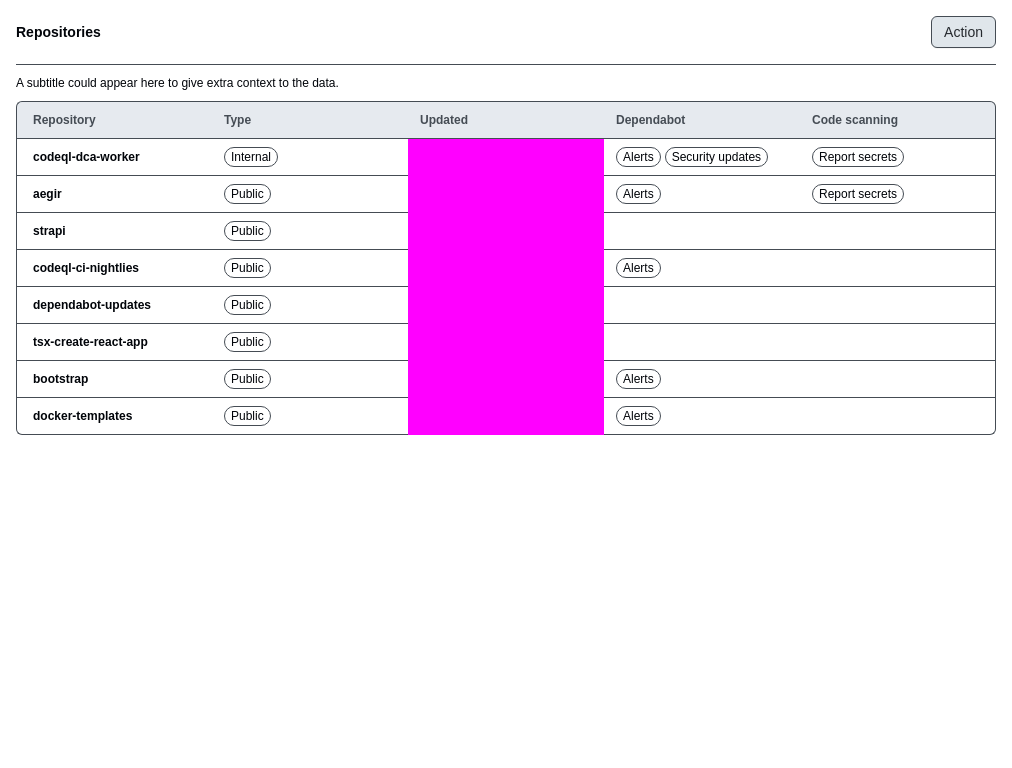 Repositories
Action
A subtitle could appear here to give extra context to the data.
Repository Type Updated Dependabot Code scanning
codeql-dca-worker Internal Alerts Security updates Report secrets
aegir Public Alerts Report secrets
strapi Public
codeql-ci-nightlies Public Alerts
dependabot-updates Public
tsx-create-react-app Public
bootstrap Public Alerts
docker-templates Public Alerts